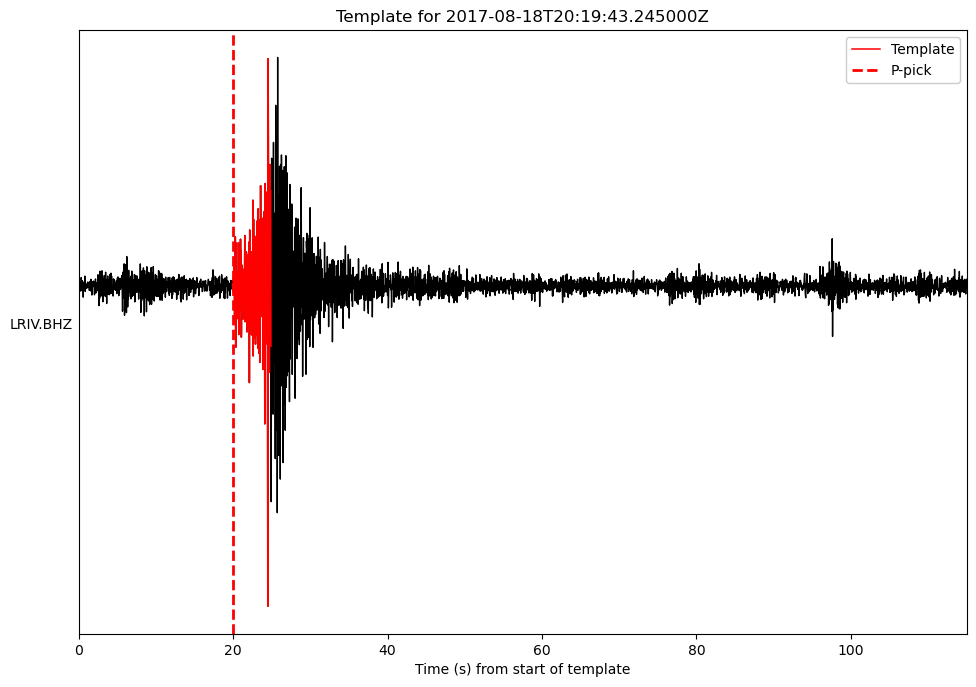 Template for 2017-08-18T20:19:43.245000Z
Template
P-pick
LRIV.BHZ
0 20 40 60 80 100
Time (s) from start of template